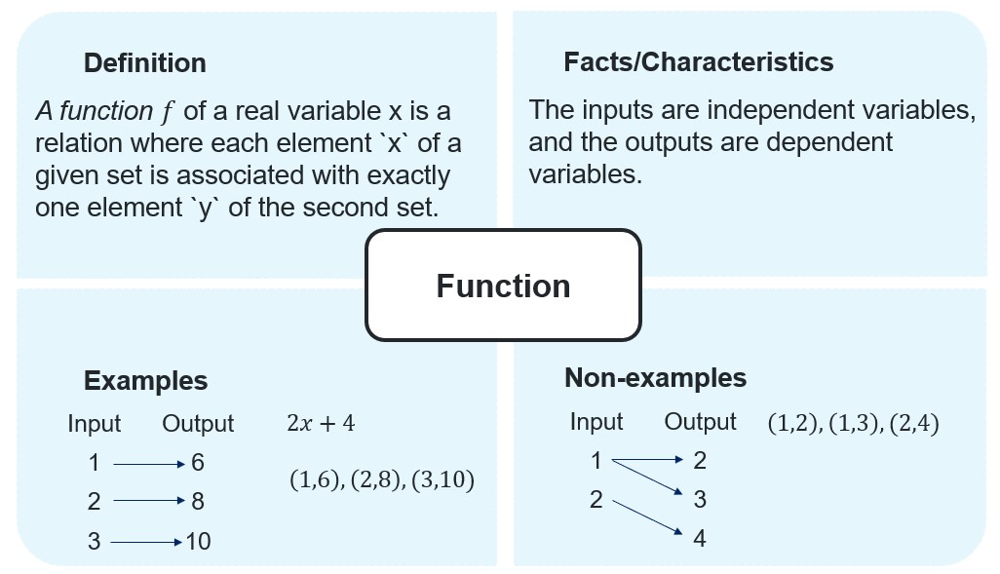 Definition
A function f of a real variable x is a
relation where each element `x` of a
given set is associated with exactly
one element `y` of the second set.
Facts/Characteristics
The inputs are independent variables,
and the outputs are dependent
variables.
Function
Examples
Input Output 2x + 4
1 6
(1,6), (2,8), (3,10)
2 8
3 10
Non-examples
Input Output (1,2), (1,3), (2,4)
1 2
2 3
4